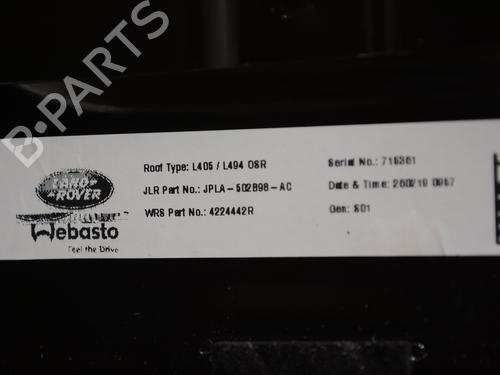 B-PARTS
LAND
ROVER
Webasto
Feel the Drive
Roof Type: L405 / L494 OSR
JLR Part No.: JPLA-502B98-AC
WRS Part No.: 4224442R
Serial No.: 715361
Date & Time: 260219 0957
Gen: S01